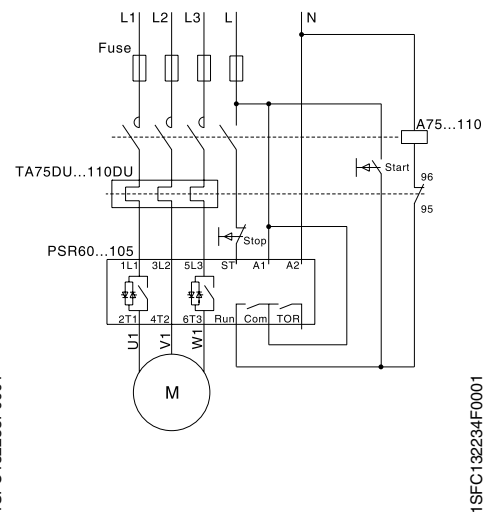 L1 L2 L3 L N
Fuse
A75...110
Start
TA75DU...110DU
96
95
Stop
PSR60...105
1L1 3L2 5L3 ST A1 A2
2T1 4T2 6T3 Run Com TOR
U1 V1 W1
M
1SFC132234F0001